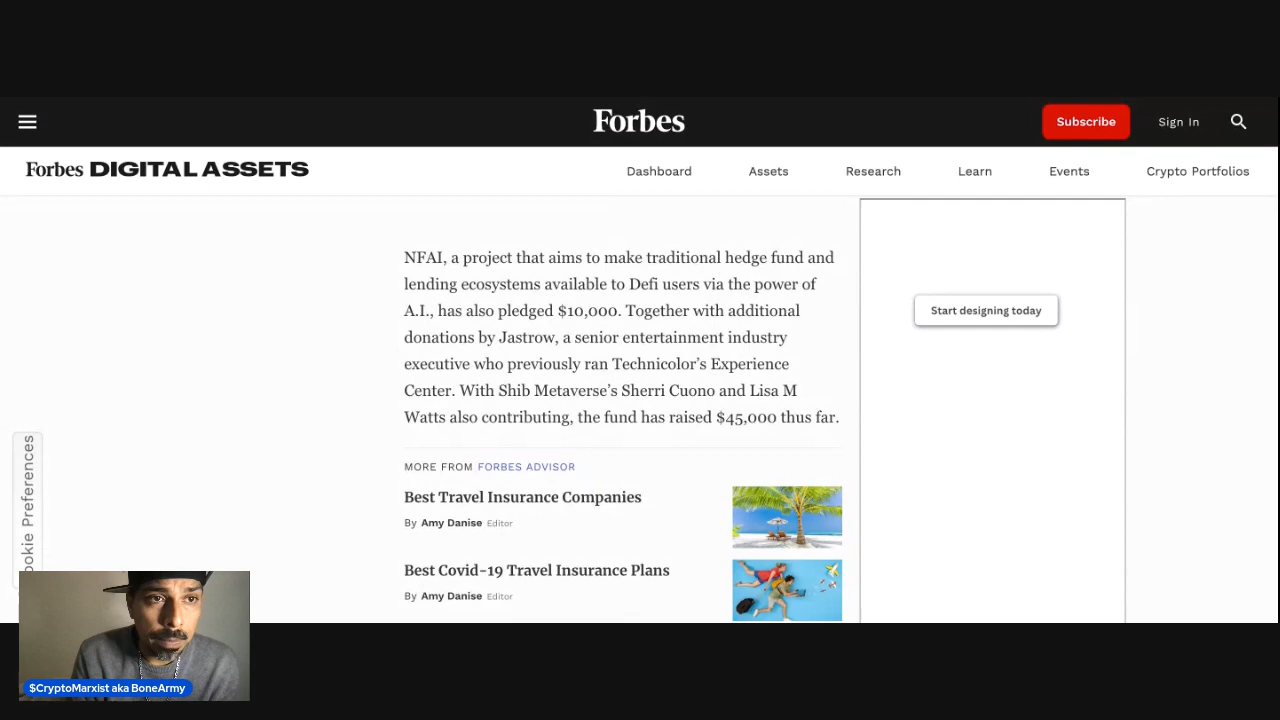 Forbes
Subscribe
Sign In
Forbes DIGITAL ASSETS
Dashboard
Assets
Research
Learn
Events
Crypto Portfolios
NFAI, a project that aims to make traditional hedge fund and
lending ecosystems available to Defi users via the power of
A.I., has also pledged $10,000. Together with additional
donations by Jastrow, a senior entertainment industry
executive who previously ran Technicolor’s Experience
Center. With Shib Metaverse’s Sherri Cuono and Lisa M
Watts also contributing, the fund has raised $45,000 thus far.
Start designing today
MORE FROM FORBES ADVISOR
Best Travel Insurance Companies
By Amy Danise Editor
Best Covid-19 Travel Insurance Plans
By Amy Danise Editor
ookie Preferences
$CryptoMarxist aka BoneArmy